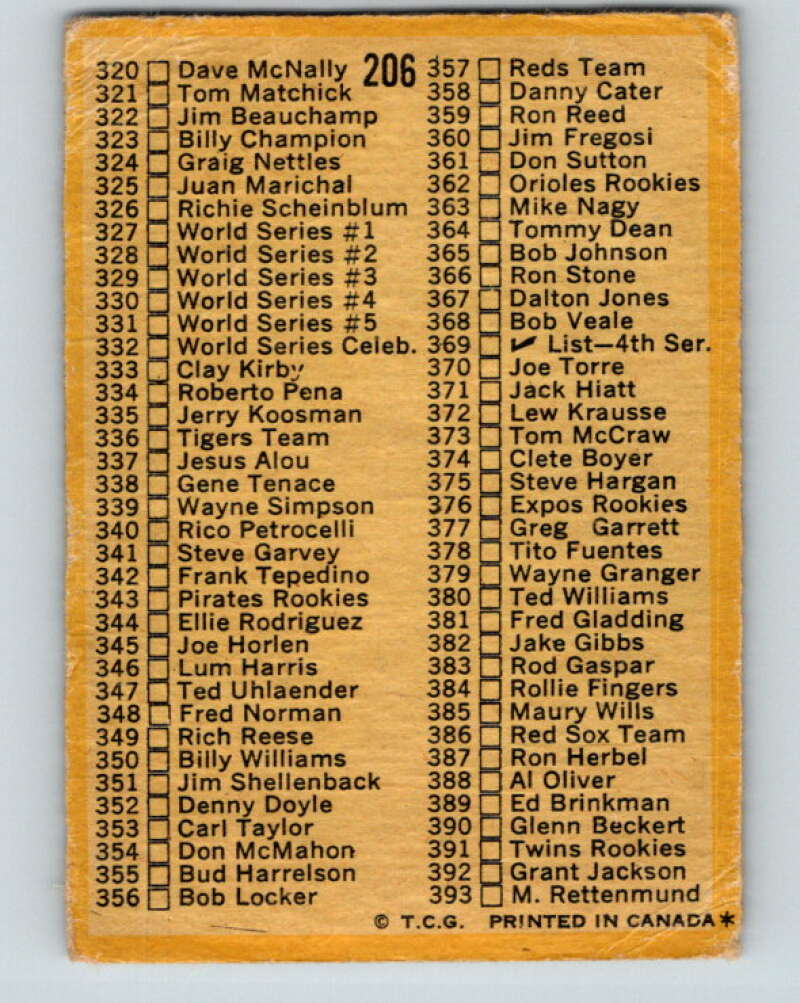 206
320 Dave McNally
321 Tom Matchick
322 Jim Beauchamp
323 Billy Champion
324 Graig Nettles
325 Juan Marichal
326 Richie Scheinblum
327 World Series #1
328 World Series #2
329 World Series #3
330 World Series #4
331 World Series #5
332 World Series Celeb.
333 Clay Kirby
334 Roberto Pena
335 Jerry Koosman
336 Tigers Team
337 Jesus Alou
338 Gene Tenace
339 Wayne Simpson
340 Rico Petrocelli
341 Steve Garvey
342 Frank Tepedino
343 Pirates Rookies
344 Ellie Rodriguez
345 Joe Horlen
346 Lum Harris
347 Ted Uhlaender
348 Fred Norman
349 Rich Reese
350 Billy Williams
351 Jim Shellenback
352 Denny Doyle
353 Carl Taylor
354 Don McMahon
355 Bud Harrelson
356 Bob Locker
357 Reds Team
358 Danny Cater
359 Ron Reed
360 Jim Fregosi
361 Don Sutton
362 Orioles Rookies
363 Mike Nagy
364 Tommy Dean
365 Bob Johnson
366 Ron Stone
367 Dalton Jones
368 Bob Veale
369 ✔ List—4th Ser.
370 Joe Torre
371 Jack Hiatt
372 Lew Krausse
373 Tom McCraw
374 Clete Boyer
375 Steve Hargan
376 Expos Rookies
377 Greg Garrett
378 Tito Fuentes
379 Wayne Granger
380 Ted Williams
381 Fred Gladding
382 Jake Gibbs
383 Rod Gaspar
384 Rollie Fingers
385 Maury Wills
386 Red Sox Team
387 Ron Herbel
388 Al Oliver
389 Ed Brinkman
390 Glenn Beckert
391 Twins Rookies
392 Grant Jackson
393 M. Rettenmund
© T.C.G. PRINTED IN CANADA*